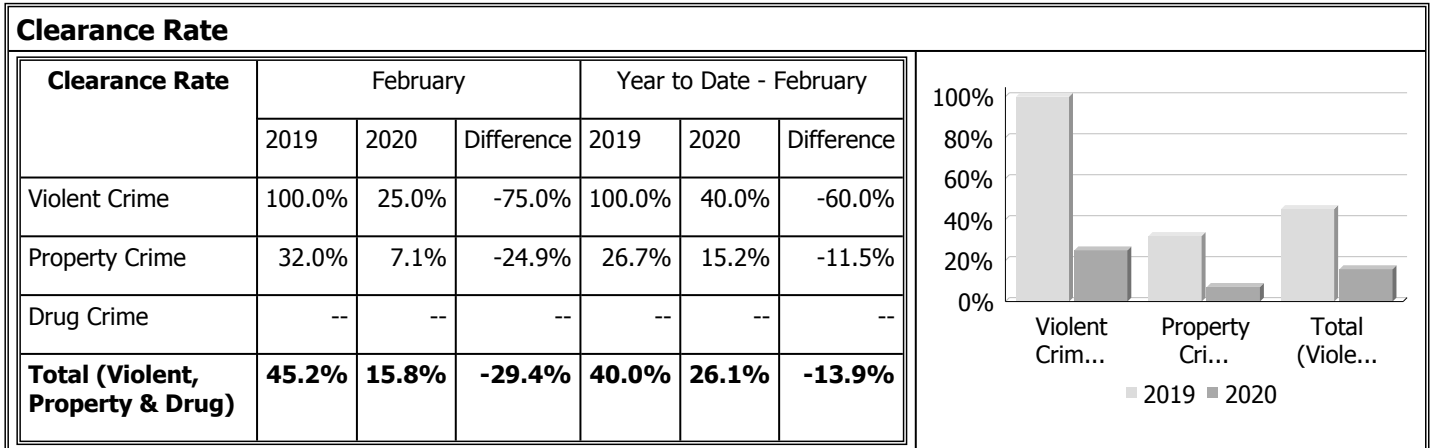 Clearance Rate
Clearance Rate February Year to Date - February
2019 2020 Difference 2019 2020 Difference
Violent Crime 100.0% 25.0% -75.0% 100.0% 40.0% -60.0%
Property Crime 32.0% 7.1% -24.9% 26.7% 15.2% -11.5%
Drug Crime -- -- -- -- -- --
Total (Violent,
Property & Drug) 45.2% 15.8% -29.4% 40.0% 26.1% -13.9%
100%
80%
60%
40%
20%
0%
Violent Property Total
Crim... Cri... (Viole...
2019 2020